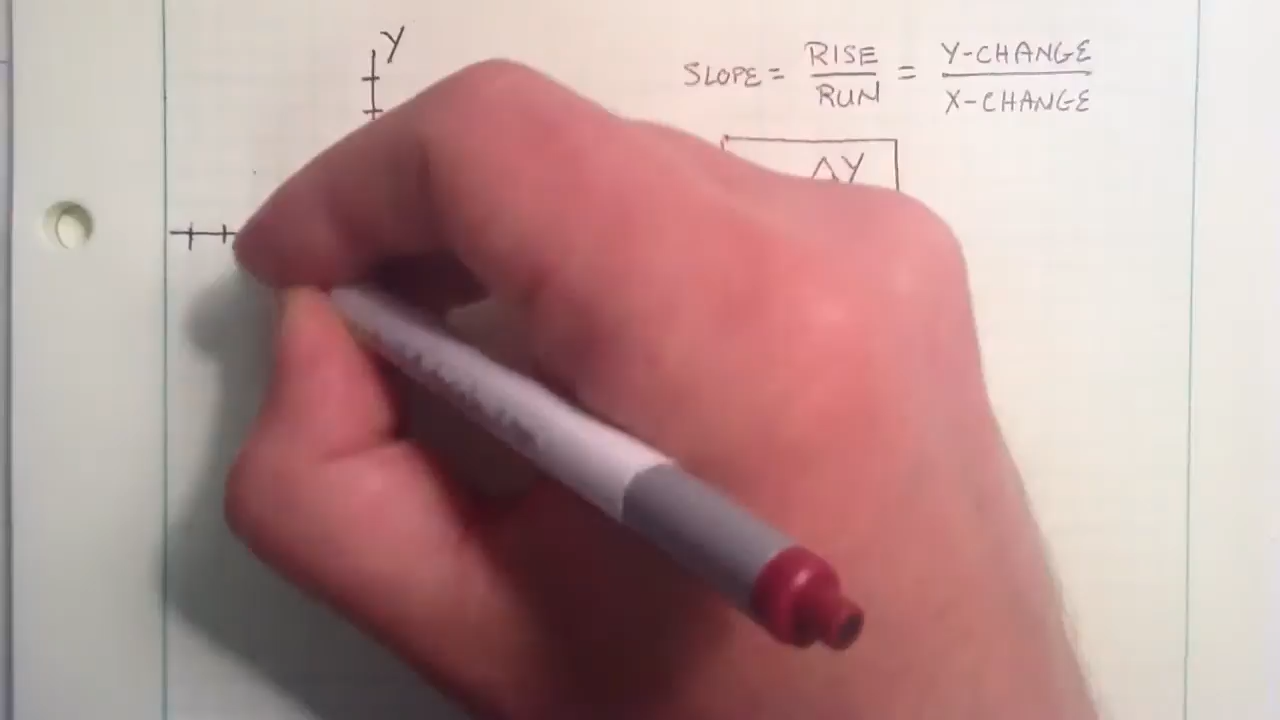 Y
SLOPE = RISE / RUN = Y-CHANGE / X-CHANGE
ΔY